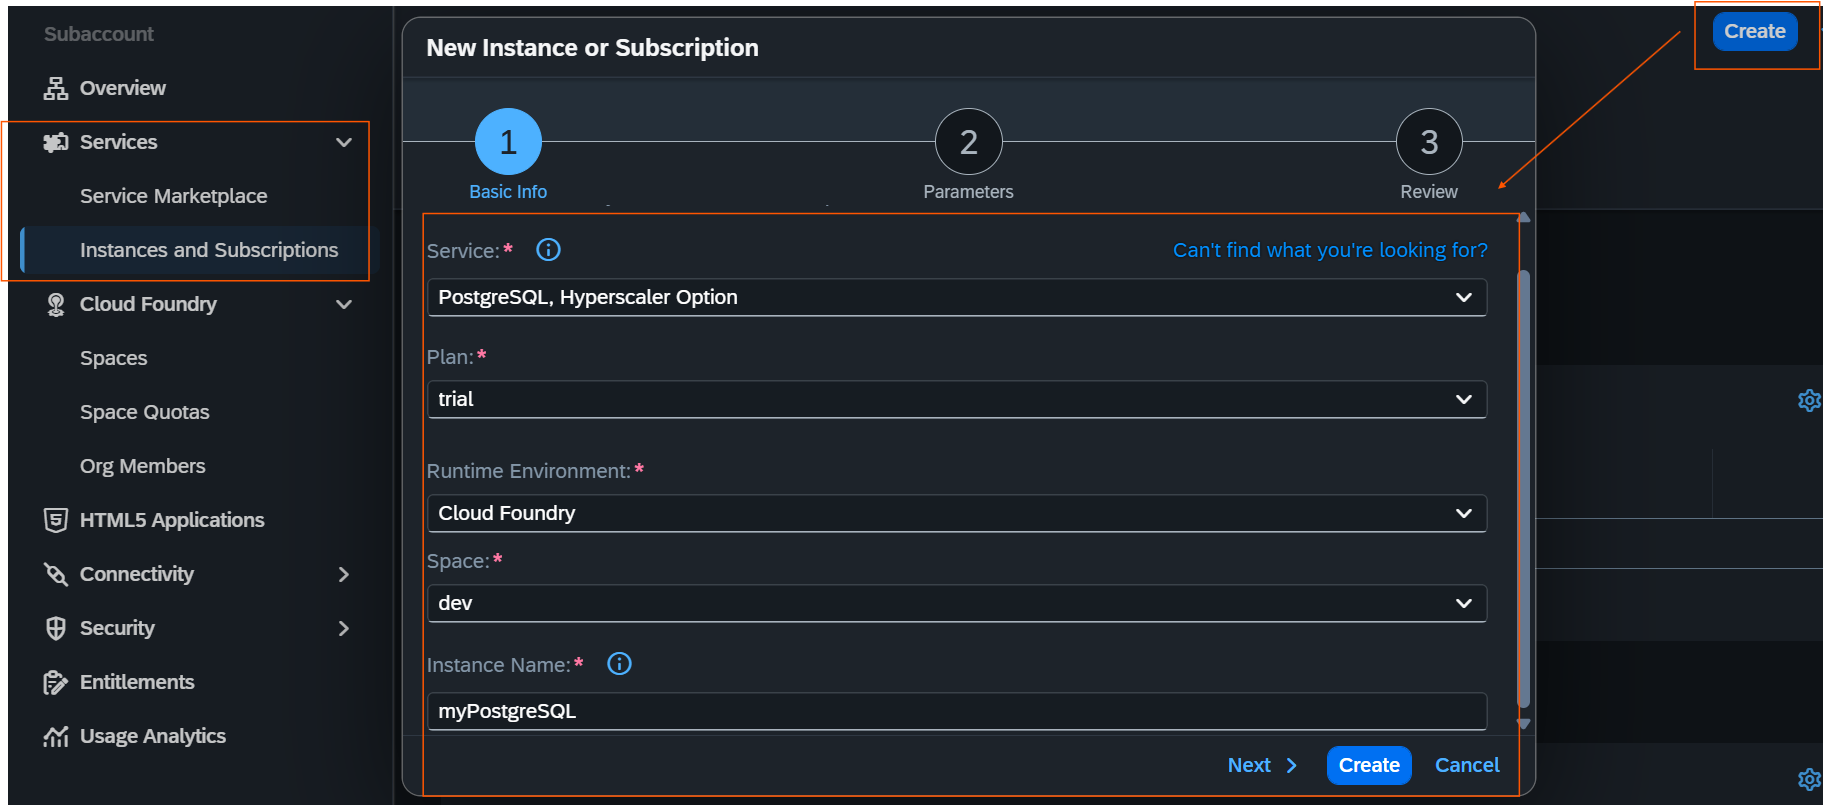 Subaccount
Overview
Services
Service Marketplace
Instances and Subscriptions
Cloud Foundry
Spaces
Space Quotas
Org Members
HTML5 Applications
Connectivity
Security
Entitlements
Usage Analytics
Create
New Instance or Subscription
1 2 3
Basic Info Parameters Review
Service:* Can't find what you're looking for?
PostgreSQL, Hyperscaler Option
Plan:*
trial
Runtime Environment:*
Cloud Foundry
Space:*
dev
Instance Name:*
myPostgreSQL
Next Create Cancel